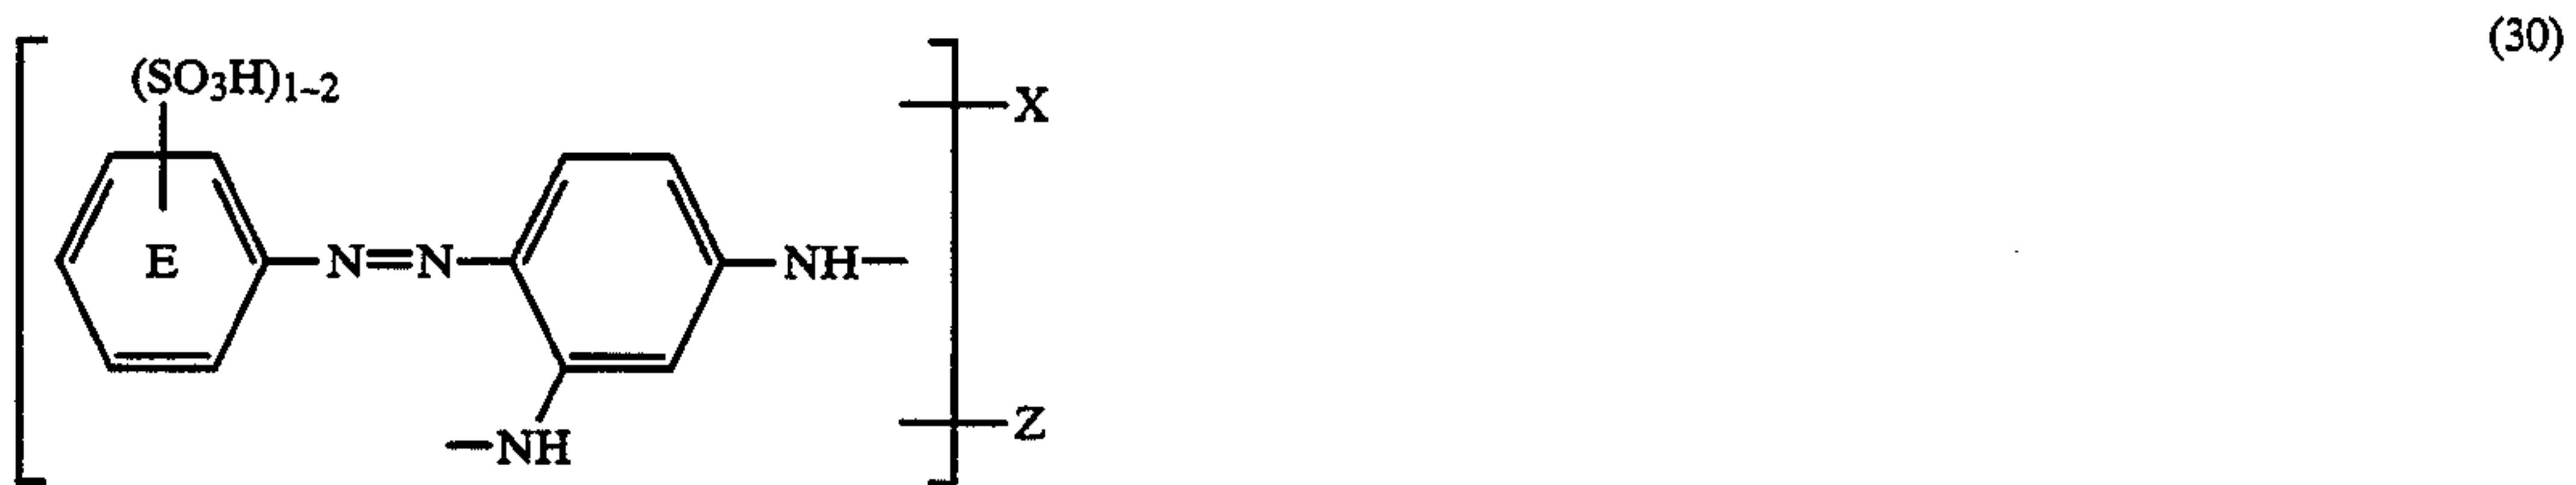 (30)
(SO₃H)₁₋₂
X
E N=N NH—
Z
—NH